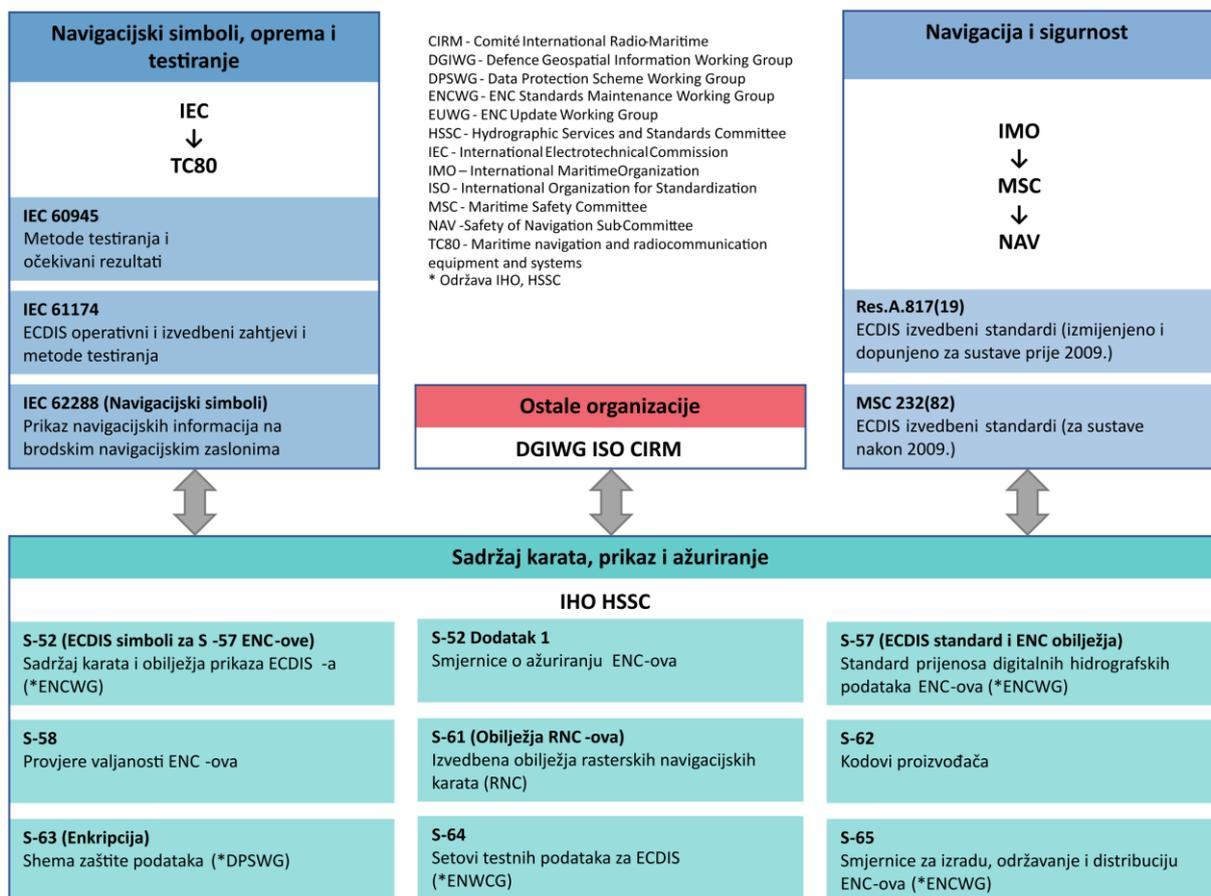 Navigacijski simboli, oprema i
testiranje
IEC
↓
TC80
IEC 60945
Metode testiranja i
očekivani rezultati
IEC 61174
ECDIS operativni i izvedbeni zahtjevi i
metode testiranja
IEC 62288 (Navigacijski simboli)
Prikaz navigacijskih informacija na
brodskim navigacijskim zaslonima
CIRM - Comité International Radio-Maritime
DGIWG - Defence Geospatial Information Working Group
DPSWG - Data Protection Scheme Working Group
ENCWG - ENC Standards Maintenance Working Group
EUWG - ENC Update Working Group
HSSC - Hydrographic Services and Standards Committee
IEC - International Electrotechnical Commission
IMO – International Maritime Organization
ISO - International Organization for Standardization
MSC - Maritime Safety Committee
NAV -Safety of Navigation Sub-Committee
TC80 - Maritime navigation and radiocommunication
equipment and systems
* Održava IHO, HSSC
Ostale organizacije
DGIWG ISO CIRM
Navigacija i sigurnost
IMO
↓
MSC
↓
NAV
Res.A.817(19)
ECDIS izvedbeni standardi (izmijenjeno i
dopunjeno za sustave prije 2009.)
MSC 232(82)
ECDIS izvedbeni standardi (za sustave
nakon 2009.)
Sadržaj karata, prikaz i ažuriranje
IHO HSSC
S-52 (ECDIS simboli za S -57 ENC-ove)
Sadržaj karata i obilježja prikaza ECDIS -a
(*ENCWG)
S-52 Dodatak 1
Smjernice o ažuriranju ENC-ova
S-57 (ECDIS standard i ENC obilježja)
Standard prijenosa digitalnih hidrografskih
podataka ENC-ova (*ENCWG)
S-58
Provjere valjanosti ENC -ova
S-61 (Obilježja RNC -ova)
Izvedbena obilježja rasterskih navigacijskih
karata (RNC)
S-62
Kodovi proizvođača
S-63 (Enkripcija)
Shema zaštite podataka (*DPSWG)
S-64
Setovi testnih podataka za ECDIS
(*ENWCG)
S-65
Smjernice za izradu, održavanje i distribuciju
ENC-ova (*ENCWG)